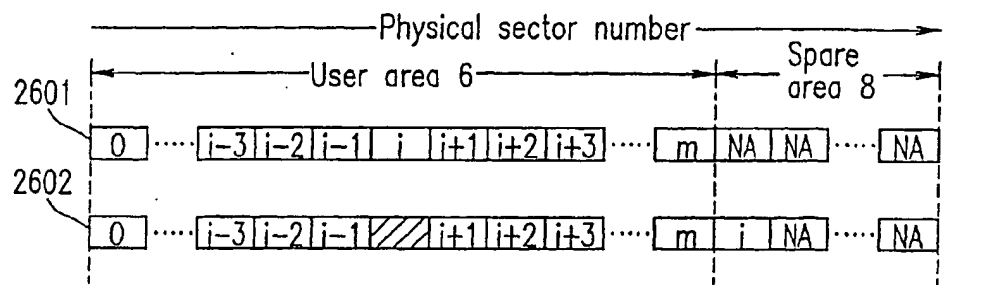 Physical sector number
User area 6
Spare area 8
2601
0 ..... i-3 i-2 i-1 i i+1 i+2 i+3 ..... m NA NA ..... NA
2602
0 ..... i-3 i-2 i-1 i+1 i+2 i+3 ..... m i NA ..... NA